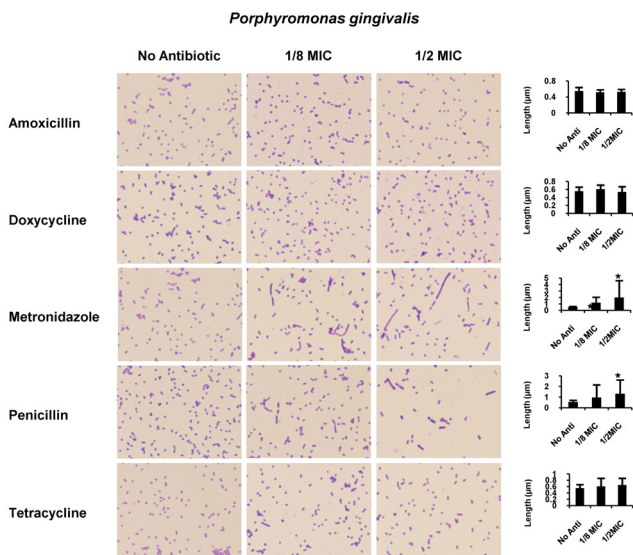 Porphyromonas gingivalis
No Antibiotic 1/8 MIC 1/2 MIC
Amoxicillin
Length (µm)
0.8
0.4
0
No Anti
1/8 MIC
1/2MIC
Doxycycline
Length (µm)
0.8
0.6
0.4
0.2
0
No Anti
1/8 MIC
1/2MIC
Metronidazole
Length (µm)
5
4
3
2
1
0
*
*
No Anti
1/8 MIC
1/2MIC
Penicillin
Length (µm)
3
2
1
0
*
No Anti
1/8 MIC
1/2MIC
Tetracycline
Length (µm)
1
0.8
0.6
0.4
0.2
0
No Anti
1/8 MIC
1/2MIC